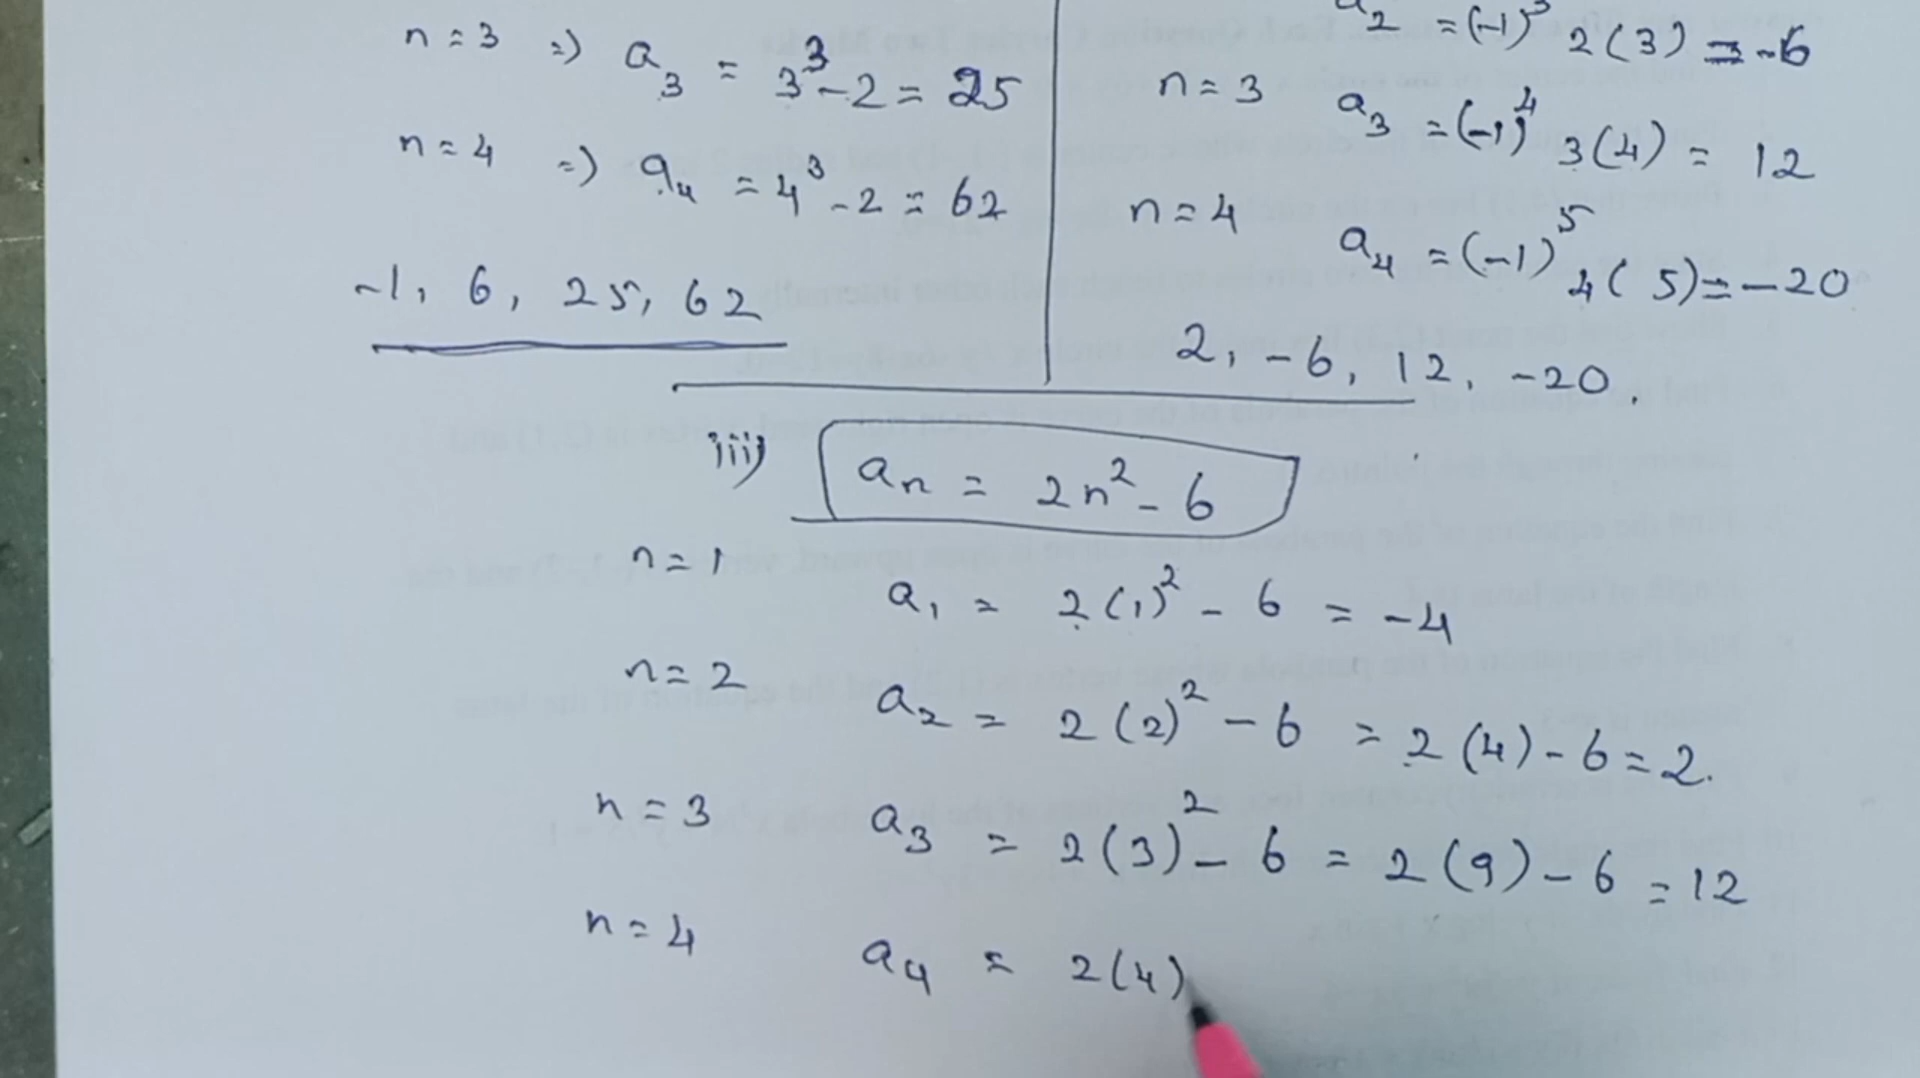 n = 3 => a₃ = 3³ - 2 = 25
n = 4 => a₄ = 4³ - 2 = 62
-1, 6, 25, 62
a₂ = (-1)³ 2(3) = -6
n = 3 a₃ = (-1)⁴ 3(4) = 12
n = 4 a₄ = (-1)⁵ 4(5) = -20
2, -6, 12, -20
iii) aₙ = 2n² - 6
n = 1 a₁ = 2(1)² - 6 = -4
n = 2 a₂ = 2(2)² - 6 = 2(4) - 6 = 2.
n = 3 a₃ = 2(3)² - 6 = 2(9) - 6 = 12
n = 4 a₄ = 2(4)